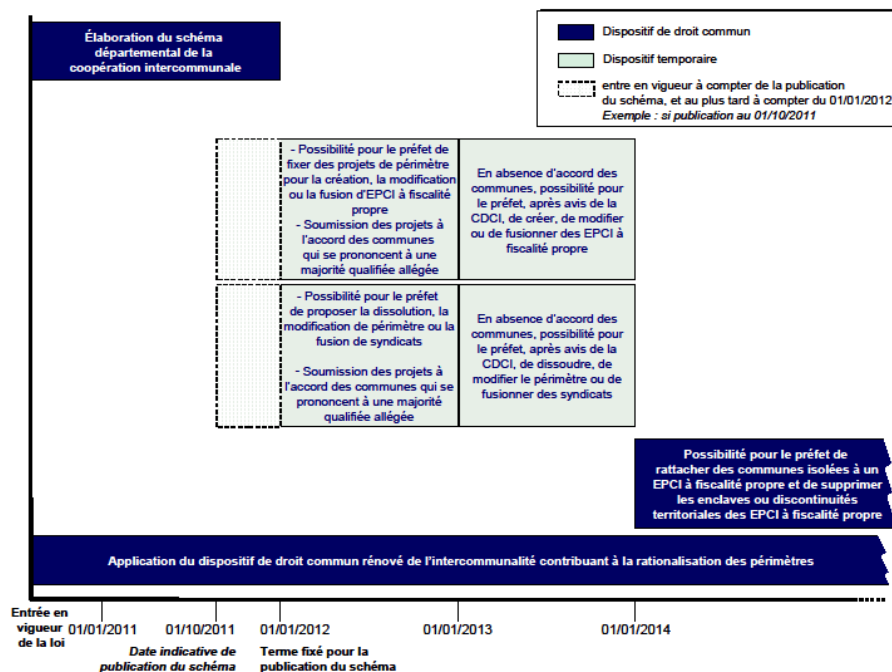 Élaboration du schéma
départemental de la
coopération intercommunale
Dispositif de droit commun
Dispositif temporaire
entre en vigueur à compter de la publication
du schéma, et au plus tard à compter du 01/01/2012
Exemple : si publication au 01/10/2011
- Possibilité pour le préfet de
fixer des projets de périmètre
pour la création, la modification
ou la fusion d'EPCI à fiscalité
propre
- Soumission des projets à
l'accord des communes
qui se prononcent à une
majorité qualifiée allégée
En absence d'accord des
communes, possibilité pour
le préfet, après avis de la
CDCI, de créer, de modifier
ou de fusionner des EPCI à
fiscalité propre
- Possibilité pour le préfet
de proposer la dissolution, la
modification de périmètre ou la
fusion de syndicats
- Soumission des projets à
l'accord des communes qui se
prononcent à une majorité
qualifiée allégée
En absence d'accord des
communes, possibilité pour
le préfet, après avis de la
CDCI, de dissoudre, de
modifier le périmètre ou de
fusionner des syndicats
Possibilité pour le préfet de
rattacher des communes isolées à un
EPCI à fiscalité propre et de supprimer
les enclaves ou discontinuités
territoriales des EPCI à fiscalité propre
Application du dispositif de droit commun rénové de l'intercommunalité contribuant à la rationalisation des périmètres
Entrée en
vigueur
de la loi
01/01/2011
01/10/2011
01/01/2012
01/01/2013
01/01/2014
Date indicative de
publication du schéma
Terme fixé pour la
publication du schéma